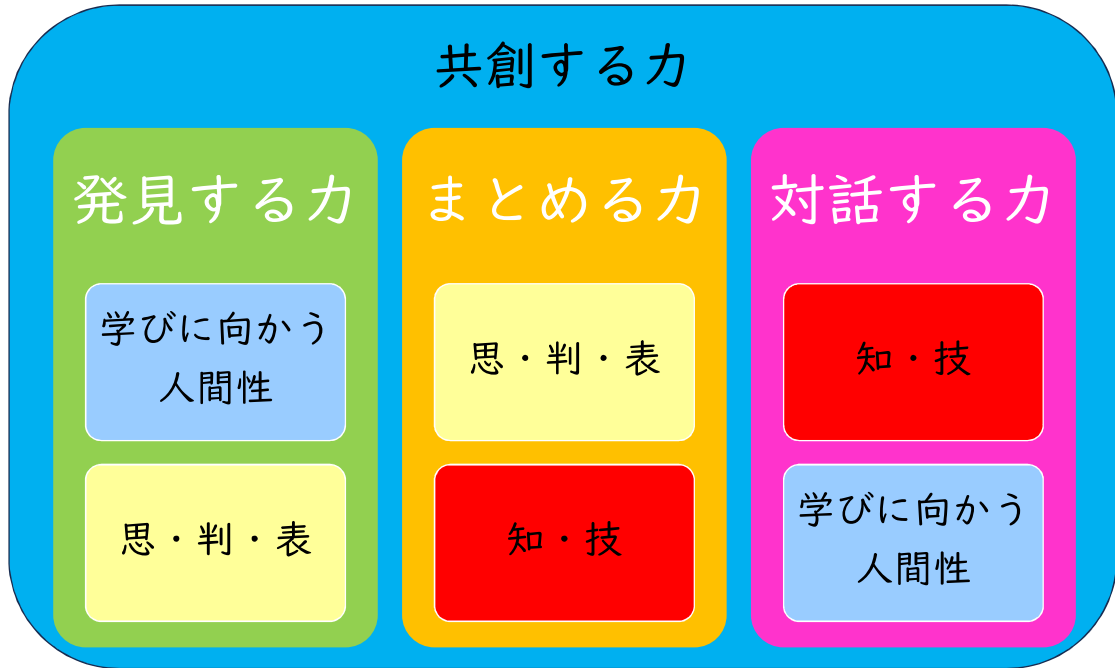 共創する力
発見する力
学びに向かう
人間性
思・判・表
まとめる力
思・判・表
知・技
対話する力
知・技
学びに向かう
人間性